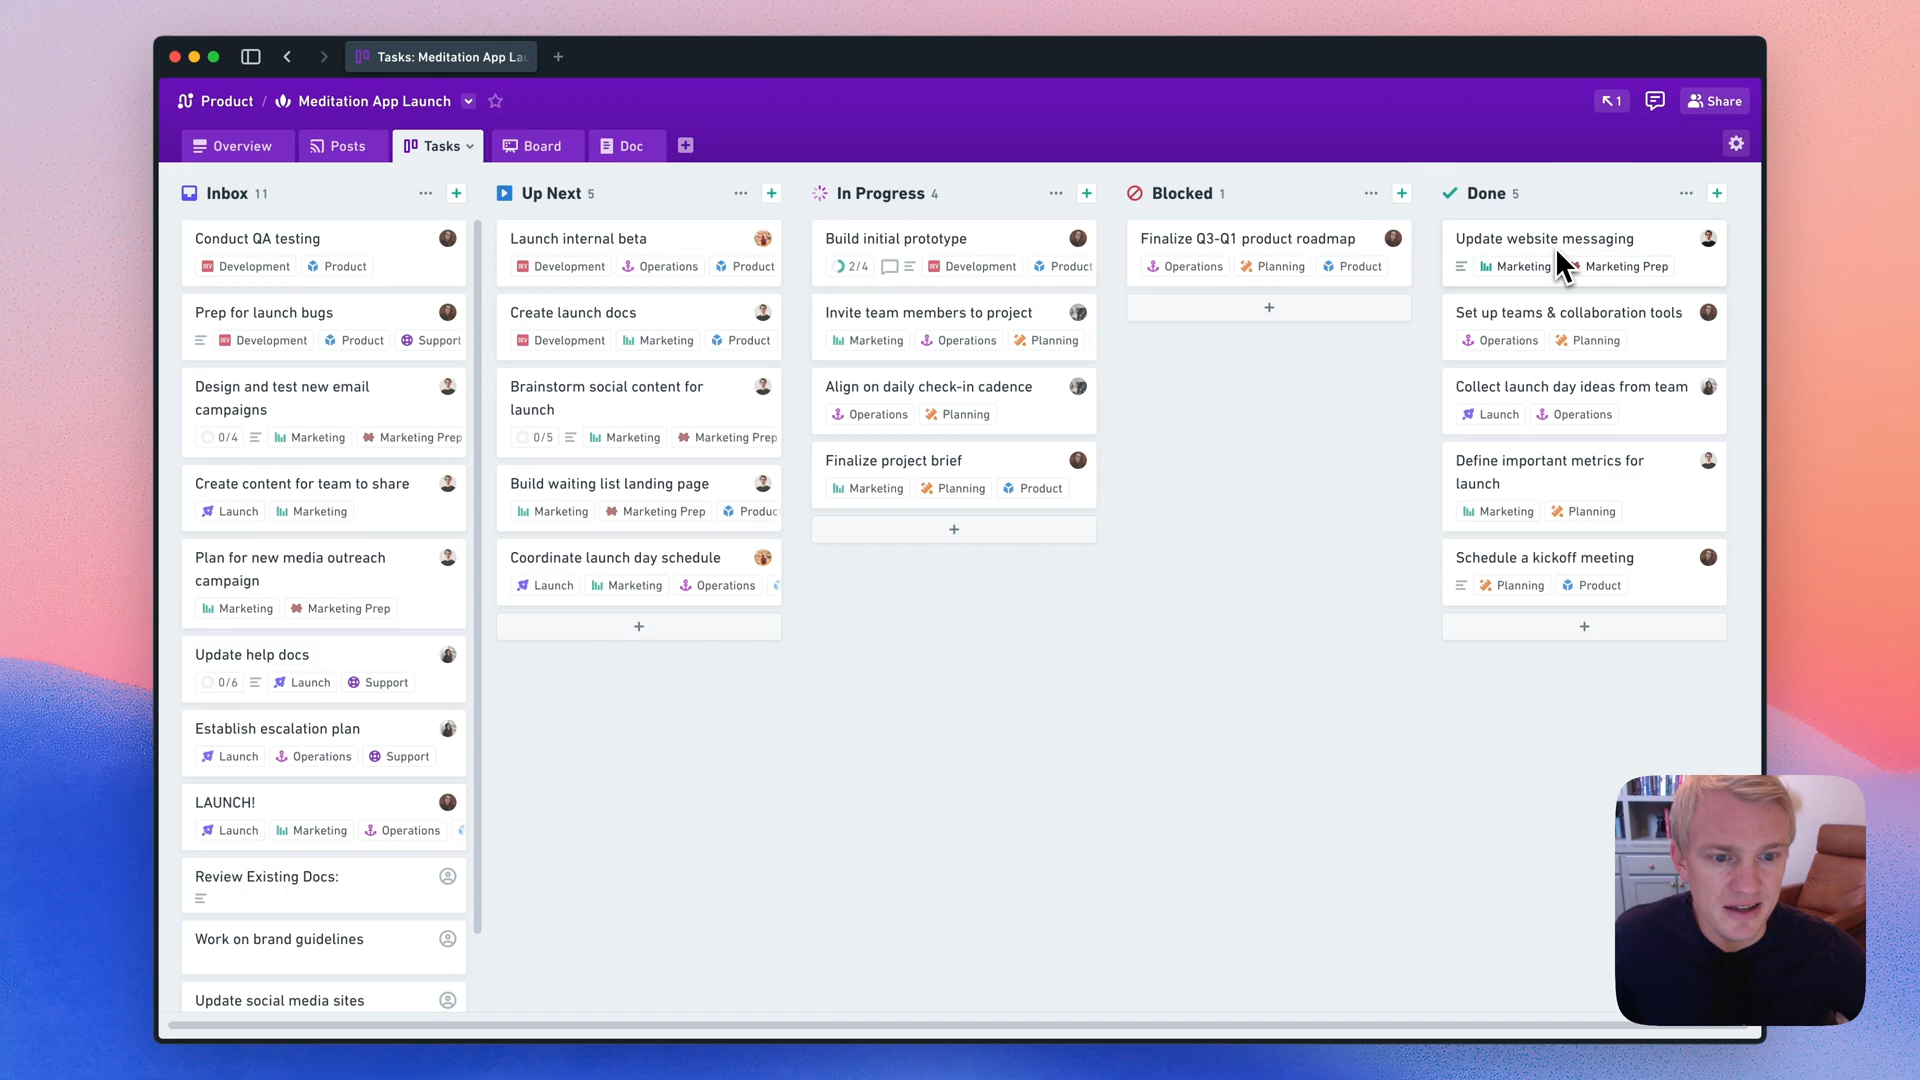 Tasks: Meditation App La
Product / Meditation App Launch
1
Share
Overview
Posts
Tasks
Board
Doc
Inbox 11
Conduct QA testing
DEV Development Product
Prep for launch bugs
DEV Development Product Support
Design and test new email
campaigns
0/4 Marketing Marketing Prep
Create content for team to share
Launch Marketing
Plan for new media outreach
campaign
Marketing Marketing Prep
Update help docs
0/6 Launch Support
Establish escalation plan
Launch Operations Support
LAUNCH!
Launch Marketing Operations
Review Existing Docs:
Work on brand guidelines
Update social media sites
Up Next 5
Launch internal beta
DEV Development Operations Product
Create launch docs
DEV Development Marketing Product
Brainstorm social content for
launch
0/5 Marketing Marketing Prep
Build waiting list landing page
Marketing Marketing Prep Produc
Coordinate launch day schedule
Launch Marketing Operations
In Progress 4
Build initial prototype
2/4 DEV Development Product
Invite team members to project
Marketing Operations Planning
Align on daily check-in cadence
Operations Planning
Finalize project brief
Marketing Planning Product
Blocked 1
Finalize Q3-Q1 product roadmap
Operations Planning Product
Done 5
Update website messaging
Marketing Marketing Prep
Set up teams & collaboration tools
Operations Planning
Collect launch day ideas from team
Launch Operations
Define important metrics for
launch
Marketing Planning
Schedule a kickoff meeting
Planning Product